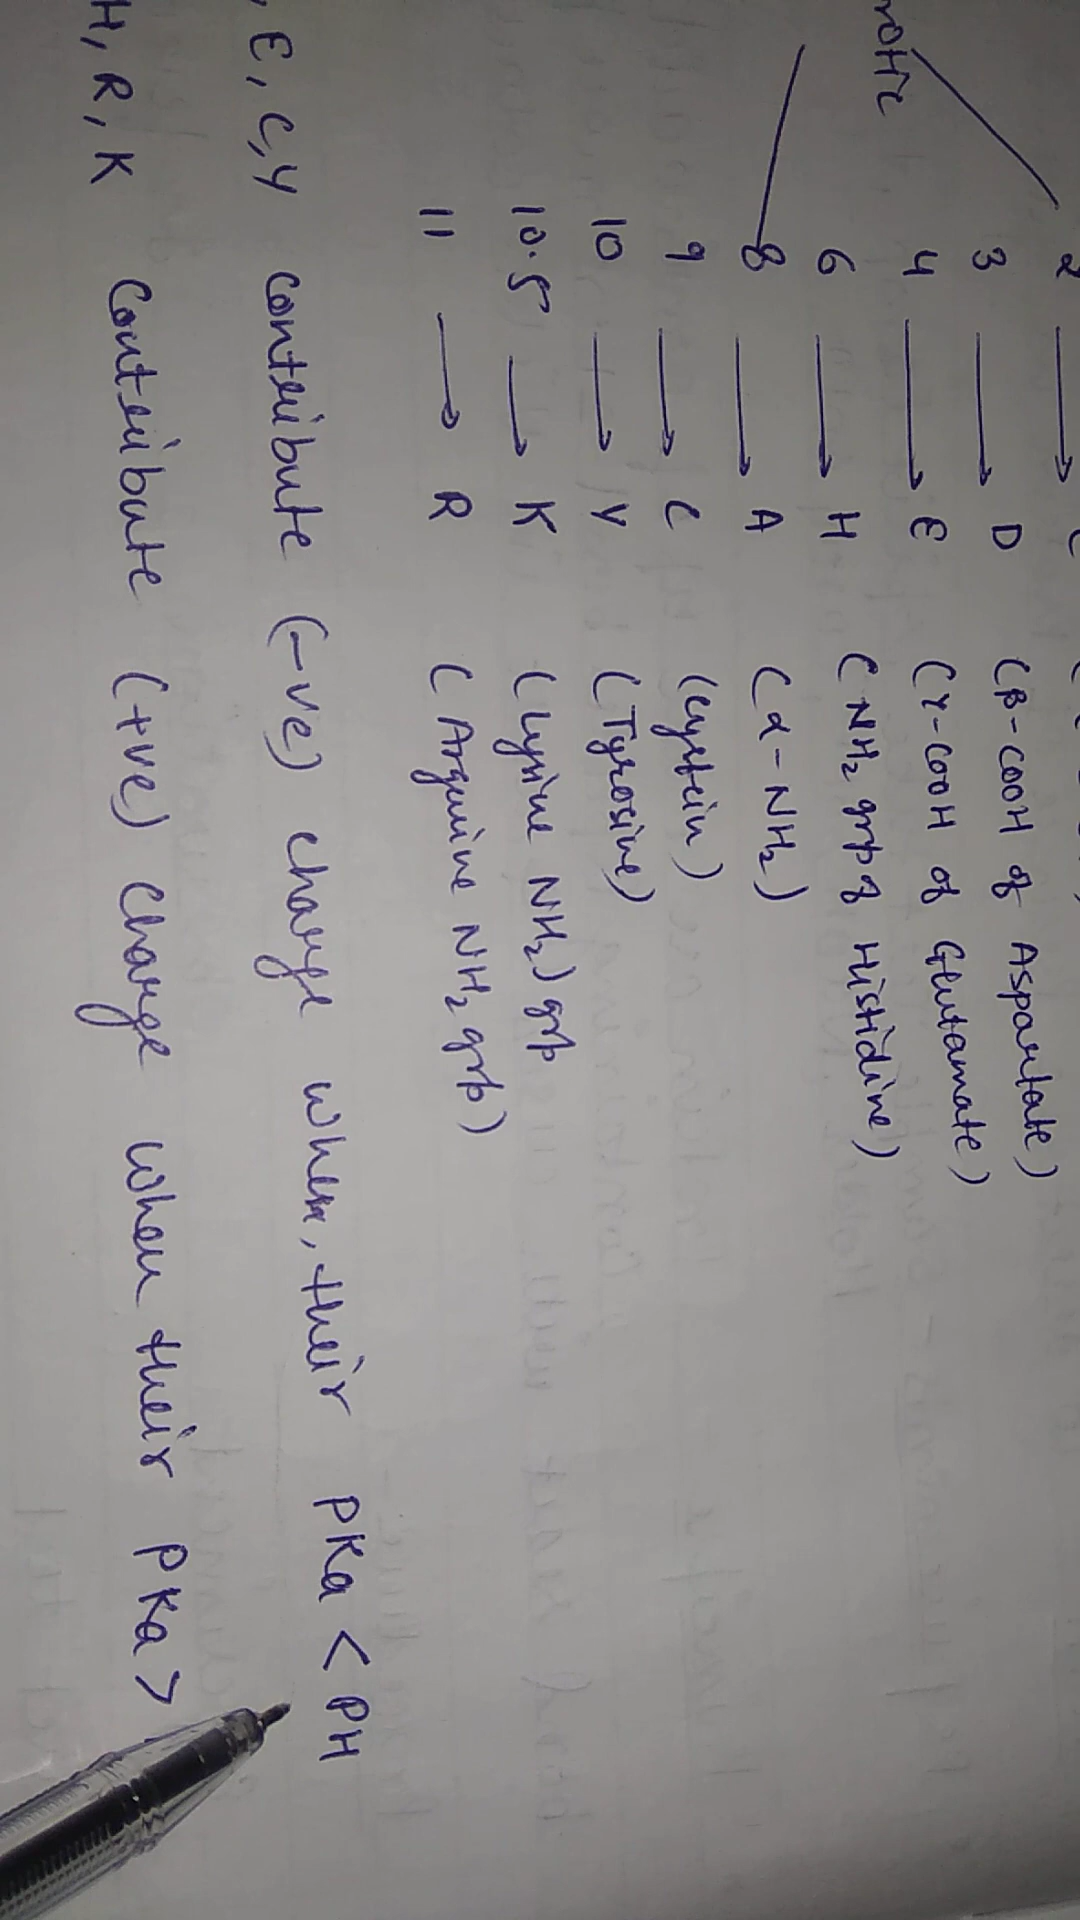 2 →
3 → D (β-COOH of Aspartate)
4 → E (γ-COOH of Glutamate)
6 → H (NH₂ grp of Histidine)
8 → A (α-NH₂)
9 → C (Cystein)
10 → Y (Tyrosine)
10.5 → K (Lysine NH₂) grp
11 → R (Arginine NH₂ grp)
, E, C, Y contribute (-ve) charge when, their PKa < PH
H, R, K contribute (+ve) charge when their PKa >